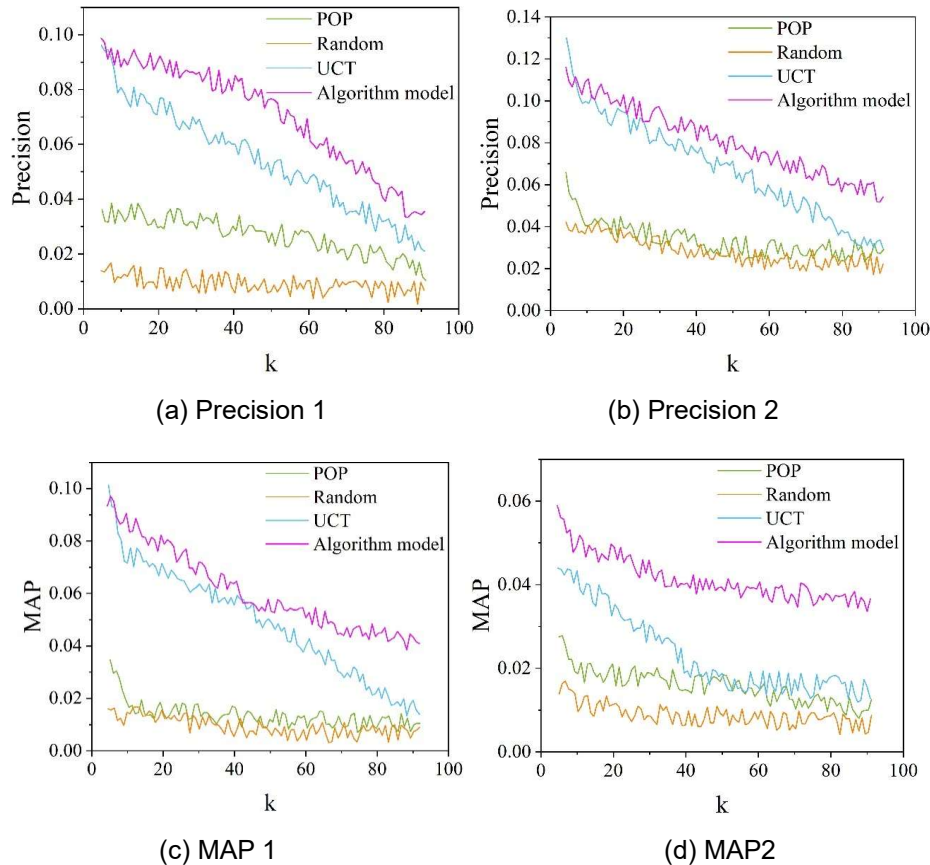 0.10
0.08
0.06
0.04
0.02
0.00
Precision
0 20 40 60 80 100
k
POP
Random
UCT
Algorithm model
(a) Precision 1
0.14
0.12
0.10
0.08
0.06
0.04
0.02
0.00
Precision
0 20 40 60 80 100
k
POP
Random
UCT
Algorithm model
(b) Precision 2
0.10
0.08
0.06
0.04
0.02
0.00
MAP
0 20 40 60 80 100
k
POP
Random
UCT
Algorithm model
(c) MAP 1
0.06
0.04
0.02
0.00
MAP
0 20 40 60 80 100
k
POP
Random
UCT
Algorithm model
(d) MAP2